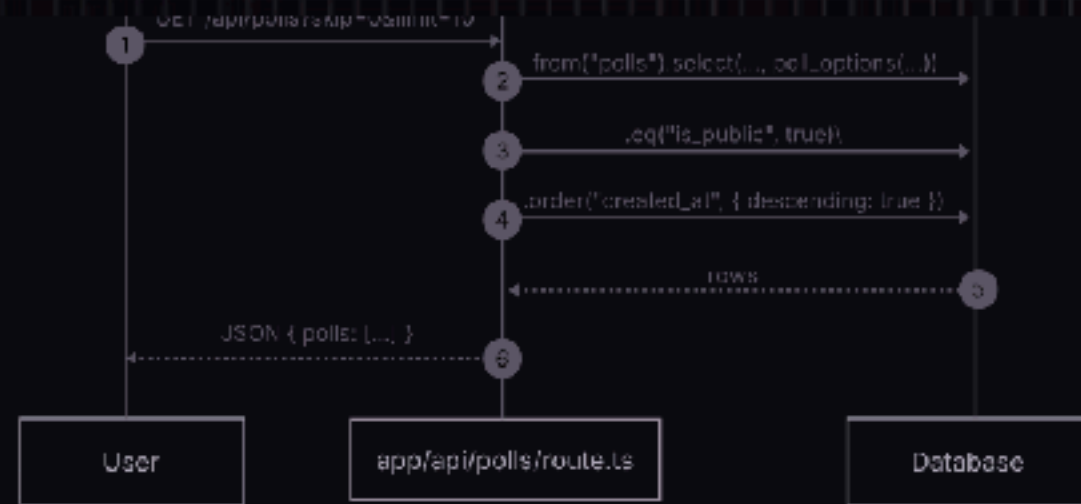 1
GET /api/polls?skip=0&limit=10
2
from("polls").select(..., poll_options(...))
3
.eq("is_public", true)\
4
.order("created_at", { descending: true })
rows
5
JSON { polls: [...] }
6
User
app/api/polls/route.ts
Database